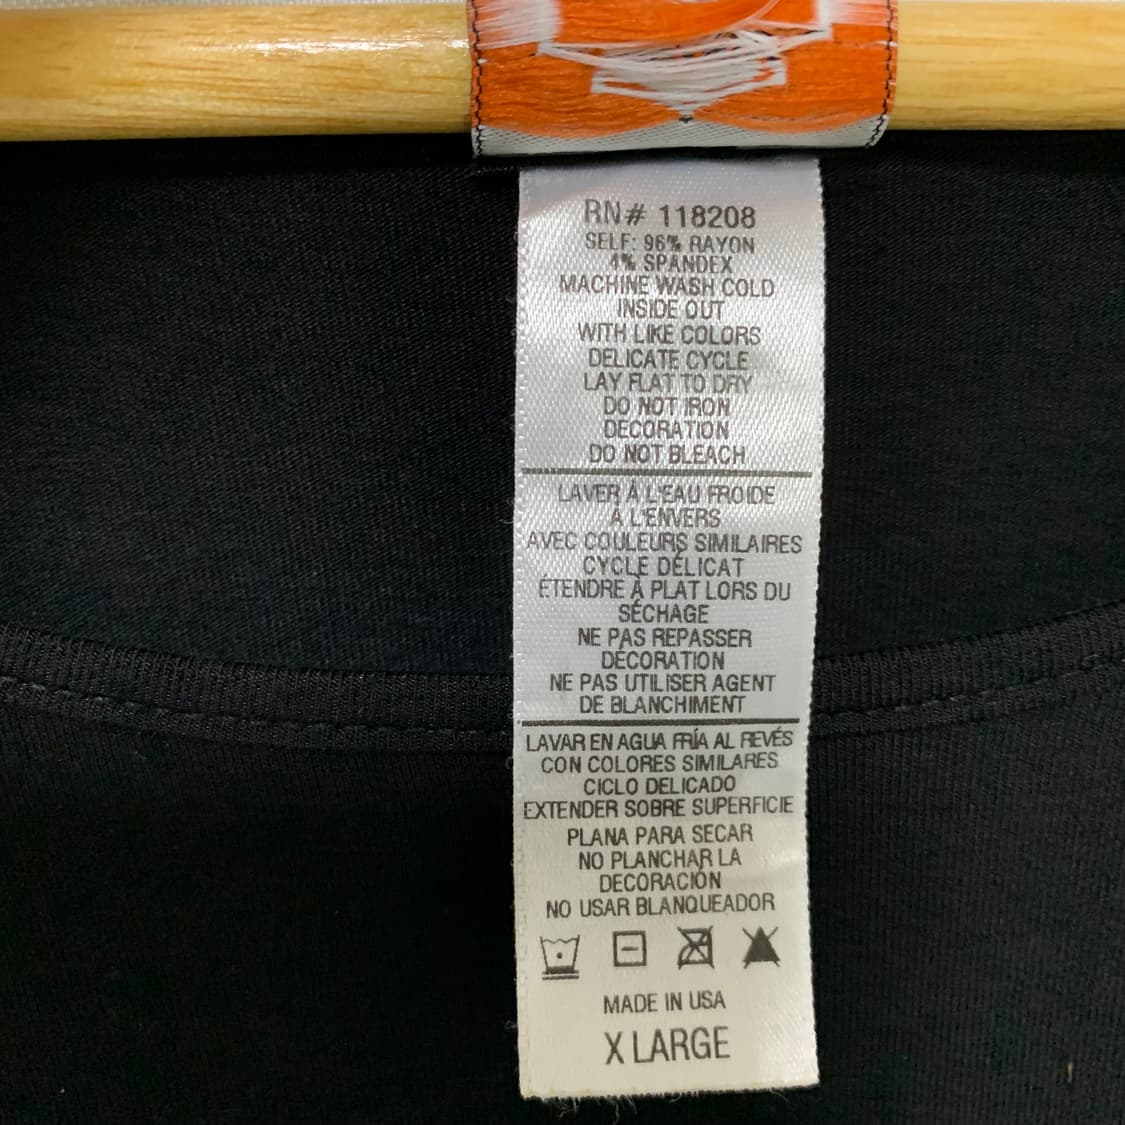 RN# 118208
SELF: 96% RAYON
4% SPANDEX
MACHINE WASH COLD
INSIDE OUT
WITH LIKE COLORS
DELICATE CYCLE
LAY FLAT TO DRY
DO NOT IRON
DECORATION
DO NOT BLEACH
LAVER À L'EAU FROIDE
À L'ENVERS
AVEC COULEURS SIMILAIRES
CYCLE DÉLICAT
ÉTENDRE À PLAT LORS DU
SÉCHAGE
NE PAS REPASSER
DÉCORATION
NE PAS UTILISER AGENT
DE BLANCHIMENT
LAVAR EN AGUA FRÍA AL REVÉS
CON COLORES SIMILARES
CICLO DELICADO
EXTENDER SOBRE SUPERFICIE
PLANA PARA SECAR
NO PLANCHAR LA
DECORACIÓN
NO USAR BLANQUEADOR
MADE IN USA
X LARGE